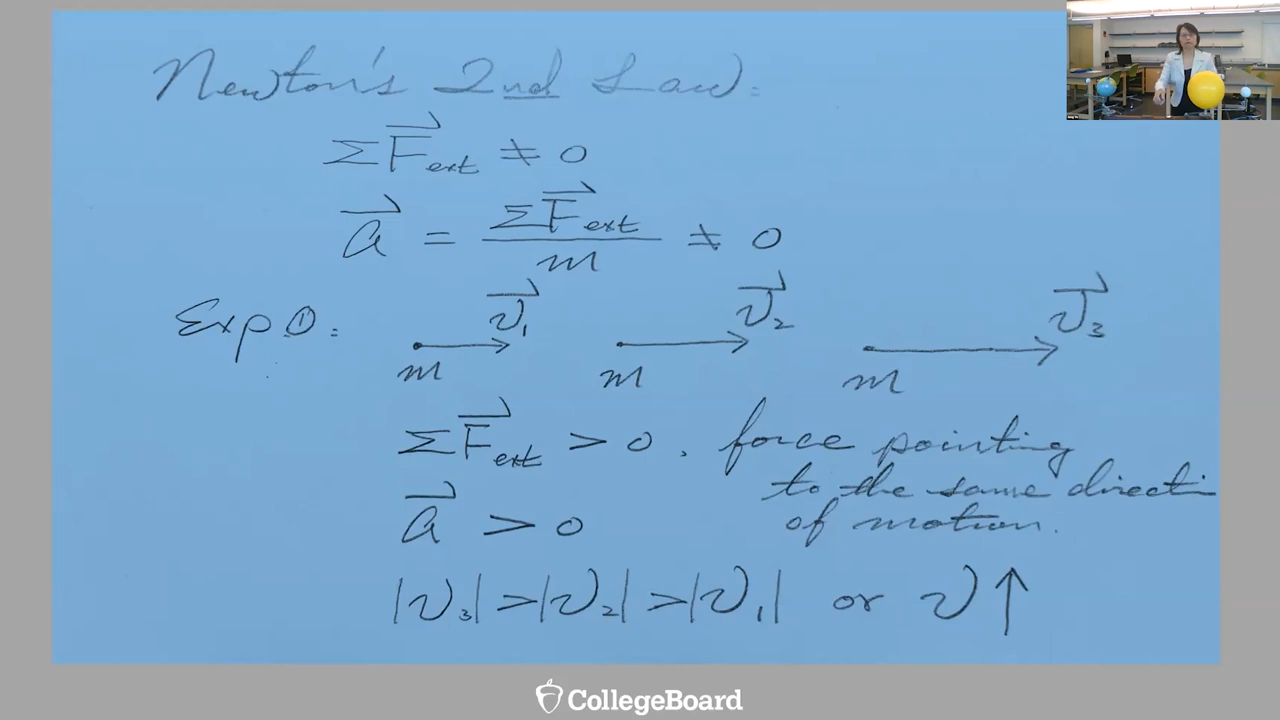 Newton's 2nd Law:
ΣF⃗ext ≠ 0
a⃗ = ΣF⃗ext / m ≠ 0
Exp ①: v⃗₁ v⃗₂ v⃗₃
m m m
ΣF⃗ext > 0, force pointing
to the same directi
of motion.
a⃗ > 0
|v₃| > |v₂| > |v₁| or v ↑
CollegeBoard